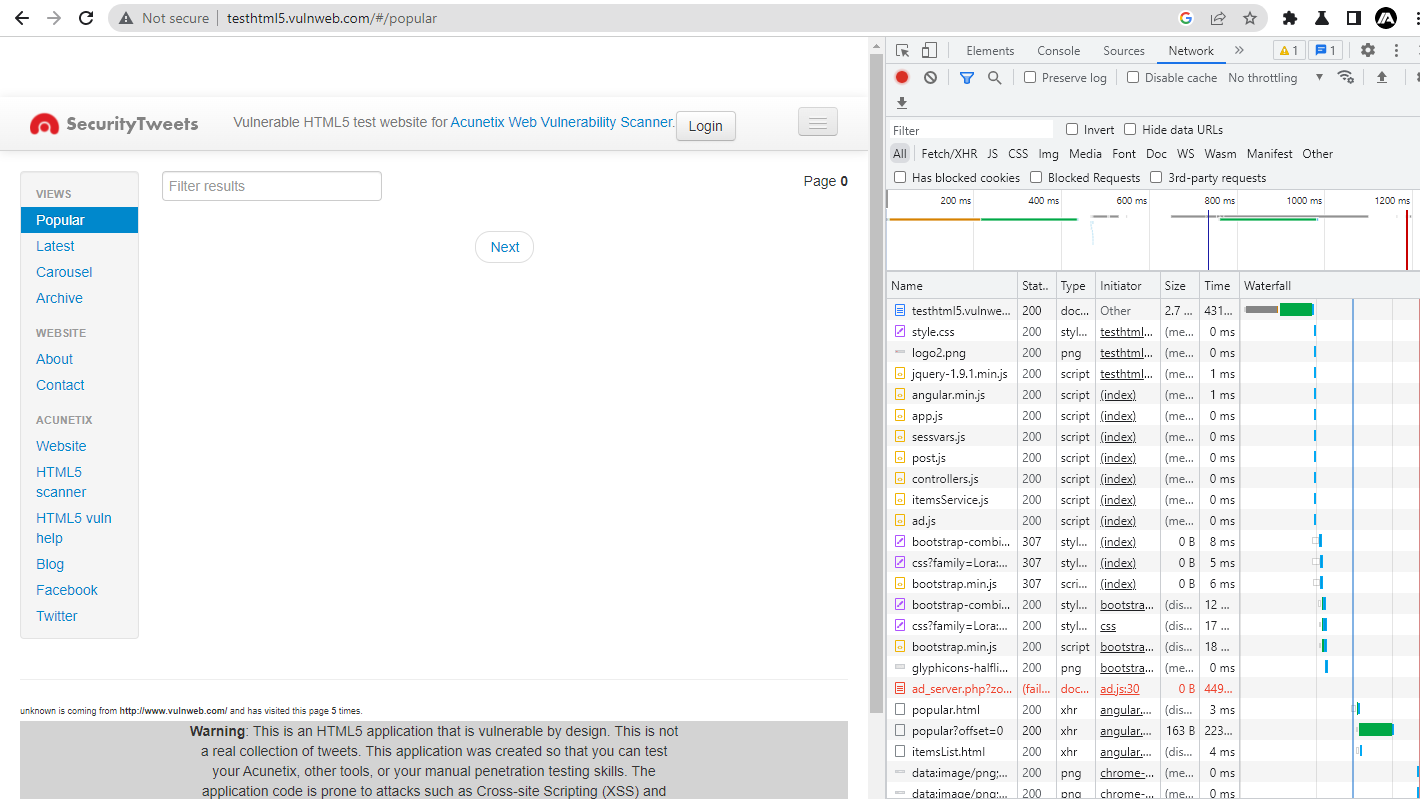 Not secure testhtml5.vulnweb.com/#/popular
SecurityTweets
Vulnerable HTML5 test website for Acunetix Web Vulnerability Scanner.
Login
VIEWS
Popular
Latest
Carousel
Archive
WEBSITE
About
Contact
ACUNETIX
Website
HTML5
scanner
HTML5 vuln
help
Blog
Facebook
Twitter
Filter results
Page 0
Next
unknown is coming from http://www.vulnweb.com/ and has visited this page 5 times.
Warning: This is an HTML5 application that is vulnerable by design. This is not
a real collection of tweets. This application was created so that you can test
your Acunetix, other tools, or your manual penetration testing skills. The
application code is prone to attacks such as Cross-site Scripting (XSS) and
Elements Console Sources Network » 1 1
Preserve log Disable cache No throttling
Filter Invert Hide data URLs
All Fetch/XHR JS CSS Img Media Font Doc WS Wasm Manifest Other
Has blocked cookies Blocked Requests 3rd-party requests
200 ms 400 ms 600 ms 800 ms 1000 ms 1200 ms
Name Stat.. Type Initiator Size Time Waterfall
testhtml5.vulnwe... 200 doc... Other 2.7 ... 431...
style.css 200 styl... testhtml... (me... 0 ms
logo2.png 200 png testhtml... (me... 0 ms
jquery-1.9.1.min.js 200 script testhtml... (me... 1 ms
angular.min.js 200 script (index) (me... 1 ms
app.js 200 script (index) (me... 0 ms
sessvars.js 200 script (index) (me... 0 ms
post.js 200 script (index) (me... 0 ms
controllers.js 200 script (index) (me... 0 ms
itemsService.js 200 script (index) (me... 0 ms
ad.js 200 script (index) (me... 0 ms
bootstrap-combi... 307 styl... (index) 0 B 8 ms
css?family=Lora:... 307 styl... (index) 0 B 5 ms
bootstrap.min.js 307 scri... (index) 0 B 6 ms
bootstrap-combi... 200 styl... bootstra... (dis... 12 ...
css?family=Lora:... 200 styl... css (dis... 17 ...
bootstrap.min.js 200 script bootstra... (dis... 18 ...
glyphicons-halfli... 200 png bootstra... (me... 0 ms
ad_server.php?zo... (fail... doc... ad.js:30 0 B 449...
popular.html 200 xhr angular.... (dis... 3 ms
popular?offset=0 200 xhr angular.... 163 B 223...
itemsList.html 200 xhr angular.... (dis... 4 ms
data:image/png;... 200 png chrome-... (me... 0 ms
data:image/png;... 200 png chrome-... (me... 0 ms